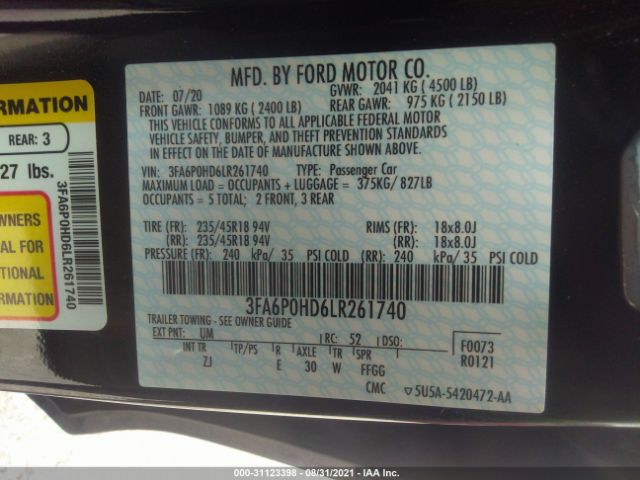 ORMATION
REAR: 3
27 lbs.
3FA6P0HD6LR261740
OWNERS
AL FOR
TIONAL
ORMATION
MFD. BY FORD MOTOR CO.
DATE: 07/20 GVWR: 2041 KG ( 4500 LB)
FRONT GAWR: 1089 KG ( 2400 LB) REAR GAWR: 975 KG ( 2150 LB)
THIS VEHICLE CONFORMS TO ALL APPLICABLE FEDERAL MOTOR
VEHICLE SAFETY, BUMPER, AND THEFT PREVENTION STANDARDS
IN EFFECT ON THE DATE OF MANUFACTURE SHOWN ABOVE.
VIN: 3FA6P0HD6LR261740 TYPE: Passenger Car
MAXIMUM LOAD = OCCUPANTS + LUGGAGE = 375KG/ 827LB
OCCUPANTS = 5 TOTAL; 2 FRONT, 3 REAR
TIRE (FR): 235/45R18 94V RIMS (FR): 18x8.0J
(RR): 235/45R18 94V (RR): 18x8.0J
PRESSURE (FR): 240 kPa/ 35 PSI COLD (RR): 240 kPa/ 35 PSI COLD
3FA6P0HD6LR261740
TRAILER TOWING - SEE OWNER GUIDE
EXT PNT: UM RC: 52 DSO: F0073
INT TR TP/PS R AXLE TR SPR R0121
ZJ E 30 W FFGG
CMC ▽5U5A-5420472-AA
000-31123398 - 08/31/2021 - IAA Inc.